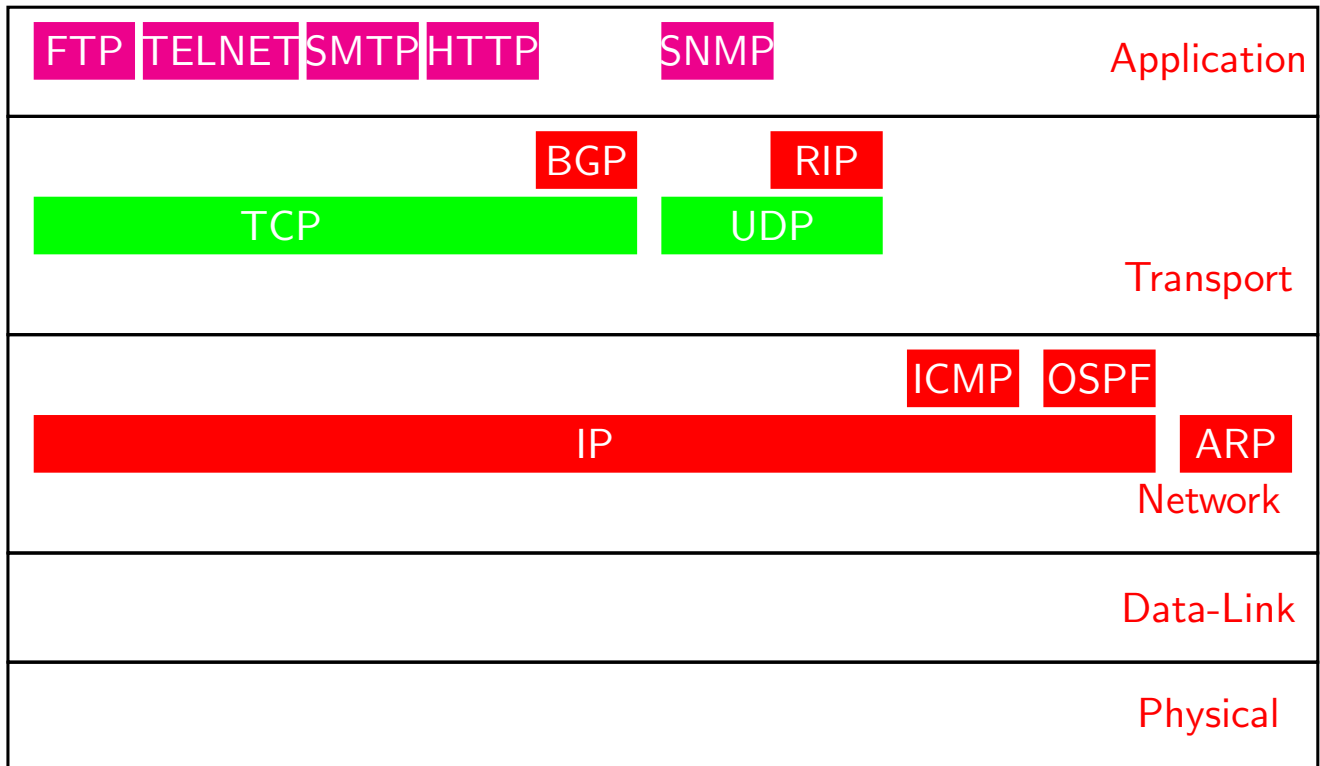 FTP TELNET SMTP HTTP SNMP Application
BGP RIP
TCP UDP
Transport
ICMP OSPF
IP ARP
Network
Data-Link
Physical